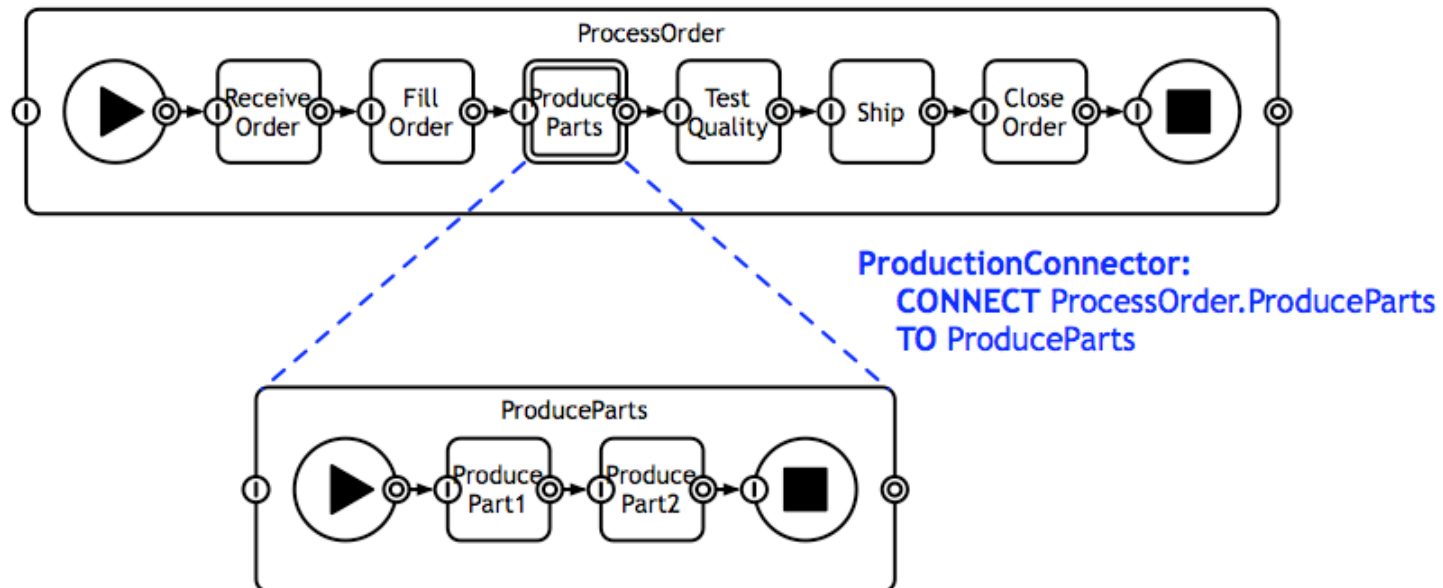 ProcessOrder
Receive
Order
Fill
Order
Produce
Parts
Test
Quality
Ship
Close
Order
ProductionConnector:
CONNECT ProcessOrder.ProduceParts
TO ProduceParts
ProduceParts
Produce
Part1
Produce
Part2